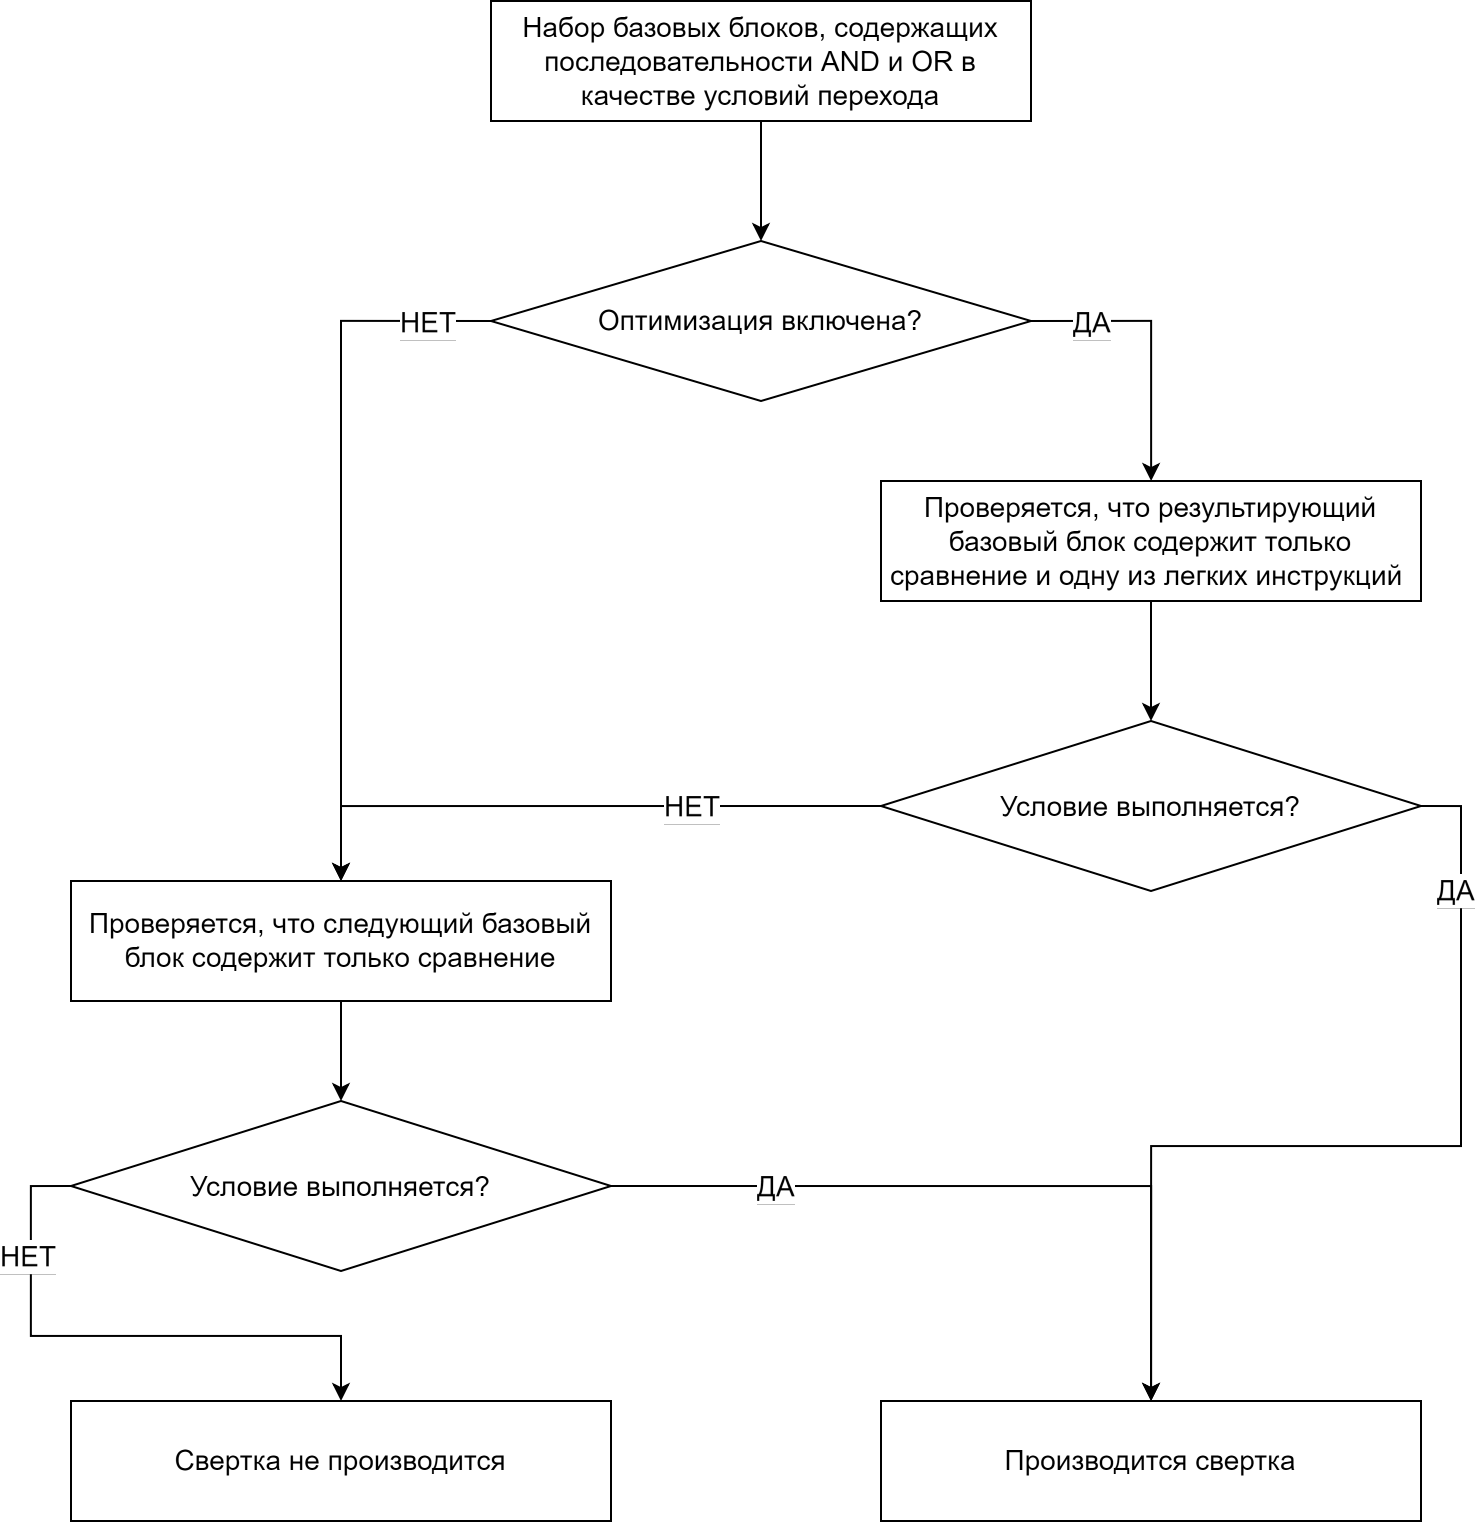 Набор базовых блоков, содержащих
последовательности AND и OR в
качестве условий перехода
Оптимизация включена?
НЕТ
ДА
Проверяется, что результирующий
базовый блок содержит только
сравнение и одну из легких инструкций
Условие выполняется?
НЕТ
ДА
Проверяется, что следующий базовый
блок содержит только сравнение
Условие выполняется?
ДА
НЕТ
Свертка не производится
Производится свертка